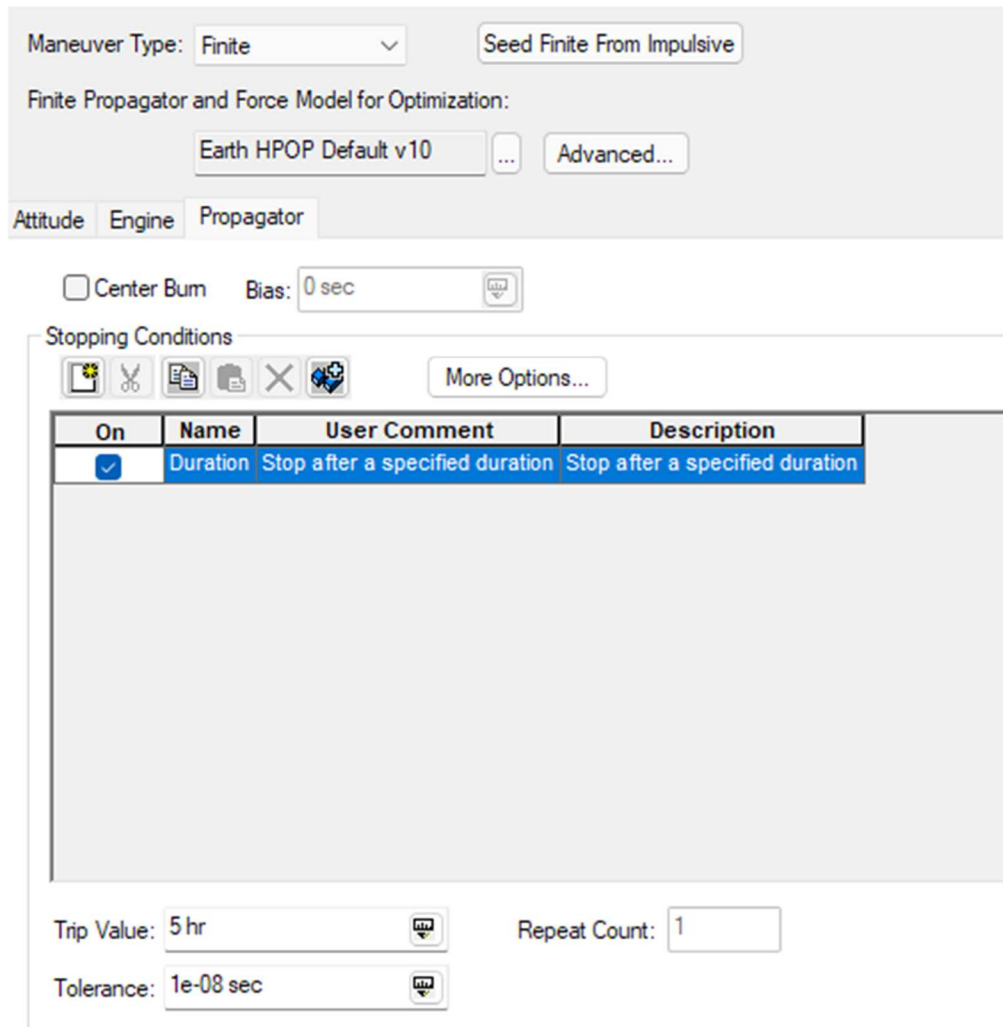 Maneuver Type: Finite Seed Finite From Impulsive
Finite Propagator and Force Model for Optimization:
Earth HPOP Default v10 ... Advanced...
Attitude Engine Propagator
Center Burn Bias: 0 sec
Stopping Conditions
More Options...
On Name User Comment Description
Duration Stop after a specified duration Stop after a specified duration
Trip Value: 5 hr Repeat Count: 1
Tolerance: 1e-08 sec